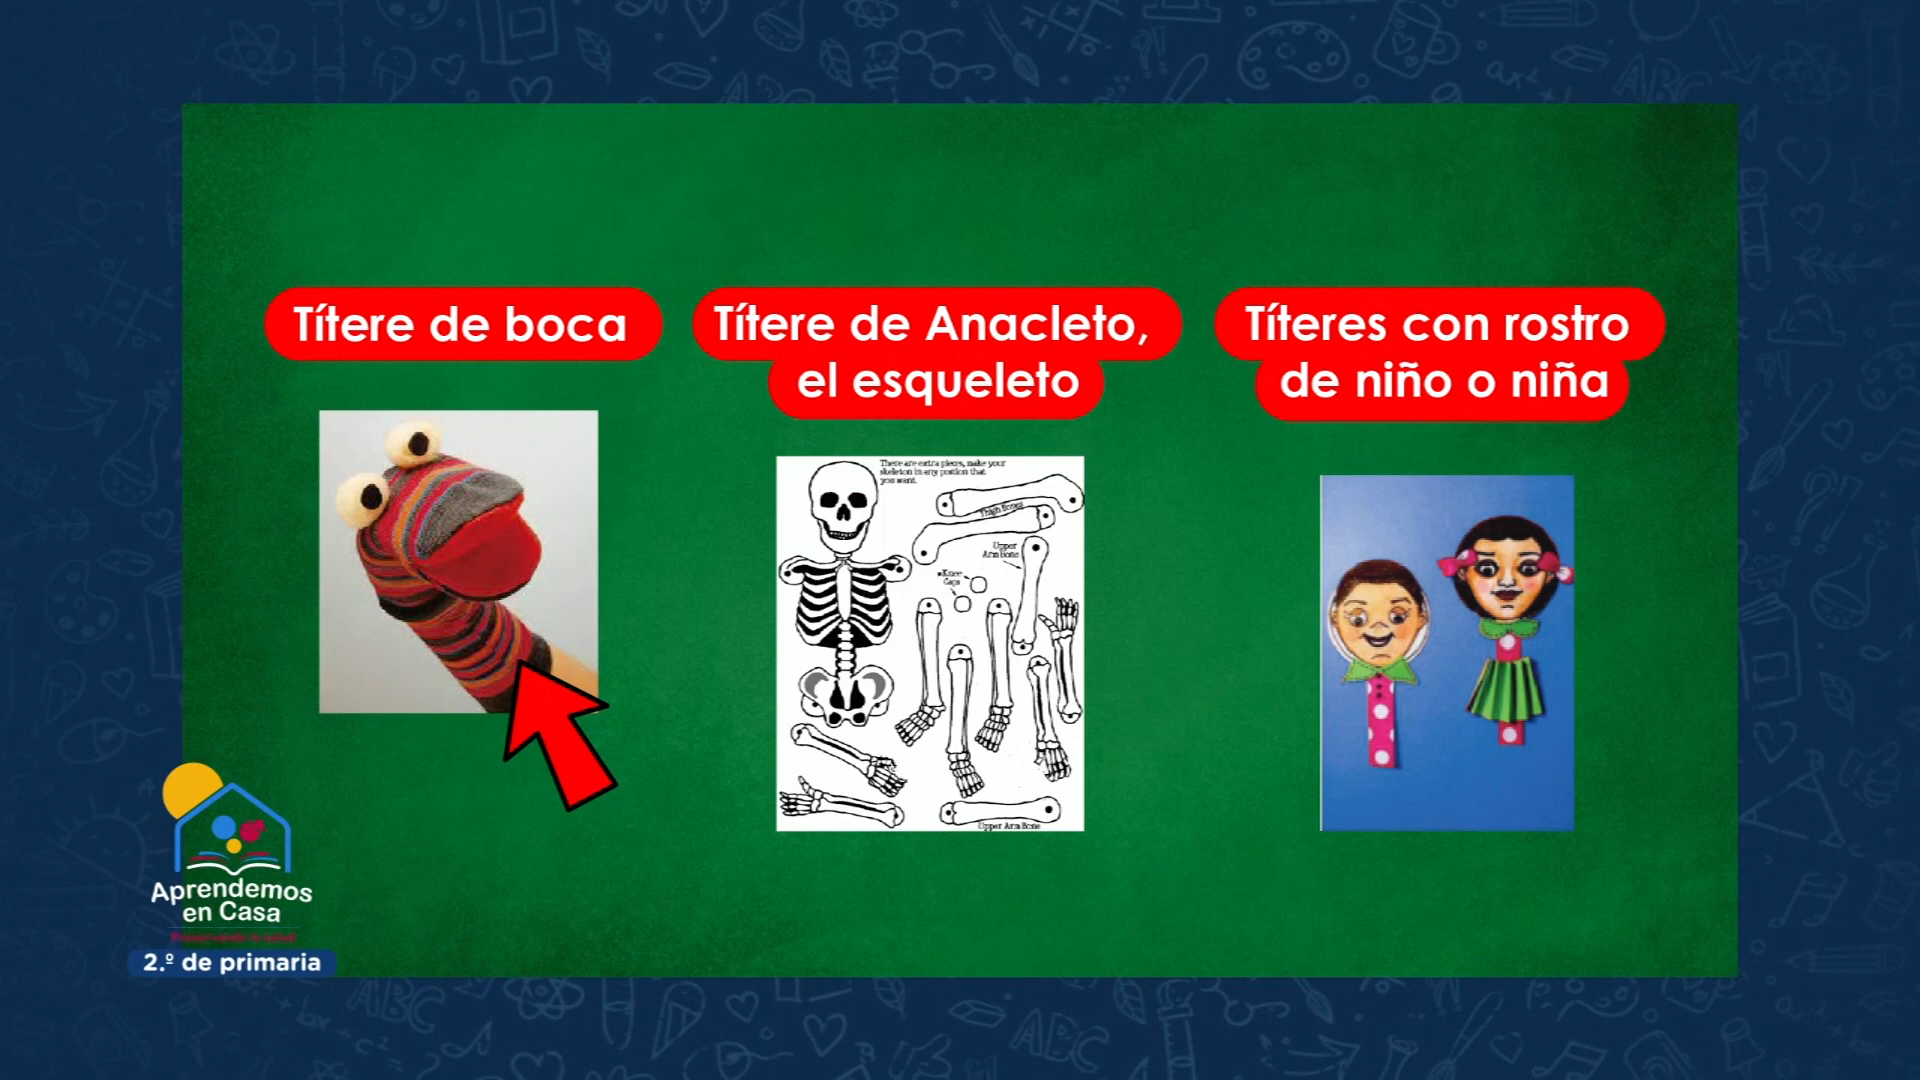 Títere de boca
Títere de Anacleto,
el esqueleto
Títeres con rostro
de niño o niña
There are extra pieces, make your
skeleton in any position that
you want.
Thigh Bones
Upper
Arm Bone
Knee
Caps
Upper Arm Bone
Aprendemos
en Casa
2.º de primaria